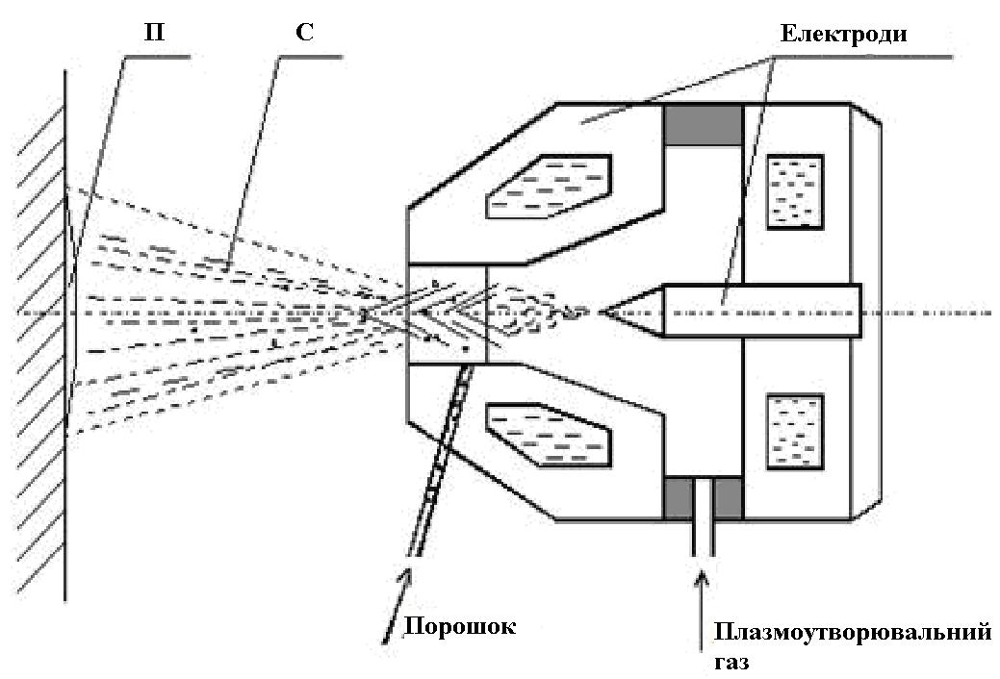 П
С
Електроди
Порошок
Плазмоутворювальний
газ